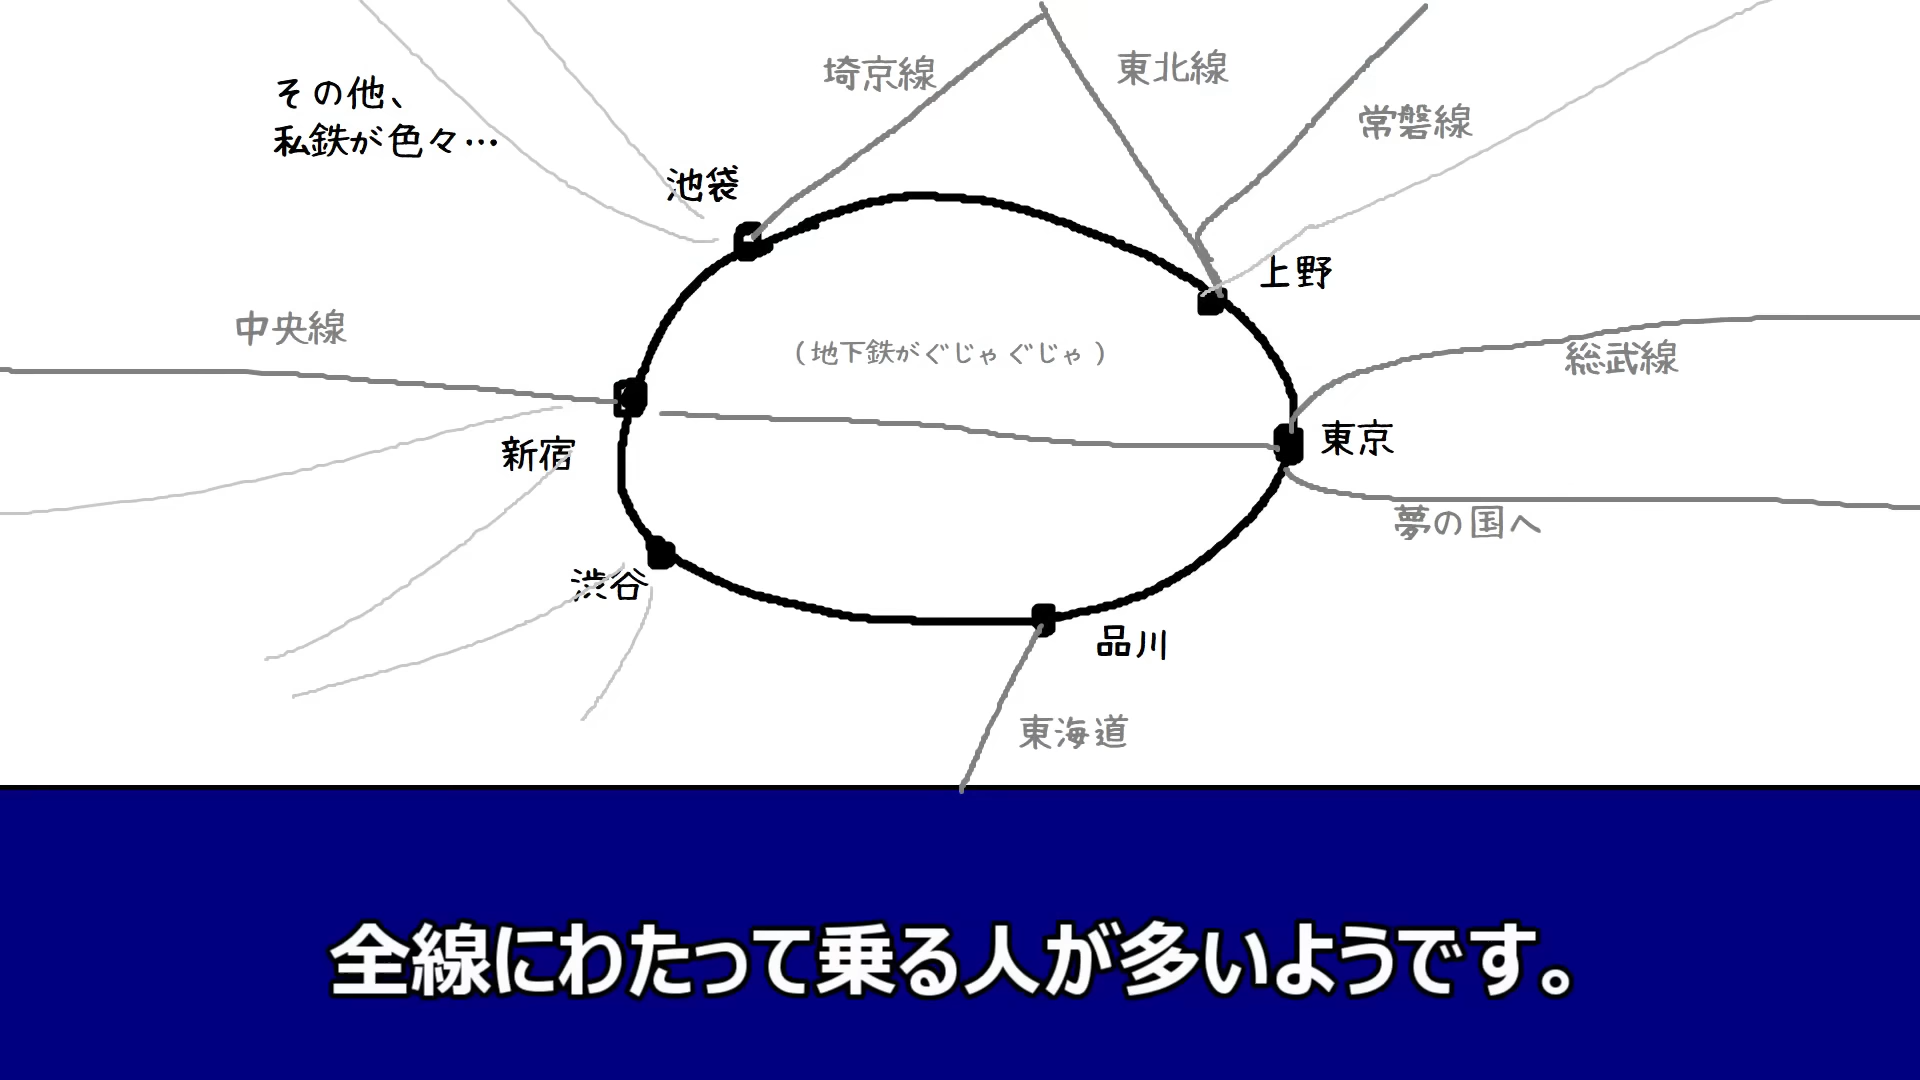 埼京線
東北線
その他、
私鉄が色々…
常磐線
池袋
上野
中央線
（地下鉄がぐじゃぐじゃ）
総武線
東京
新宿
夢の国へ
渋谷
品川
東海道
全線にわたって乗る人が多いようです。